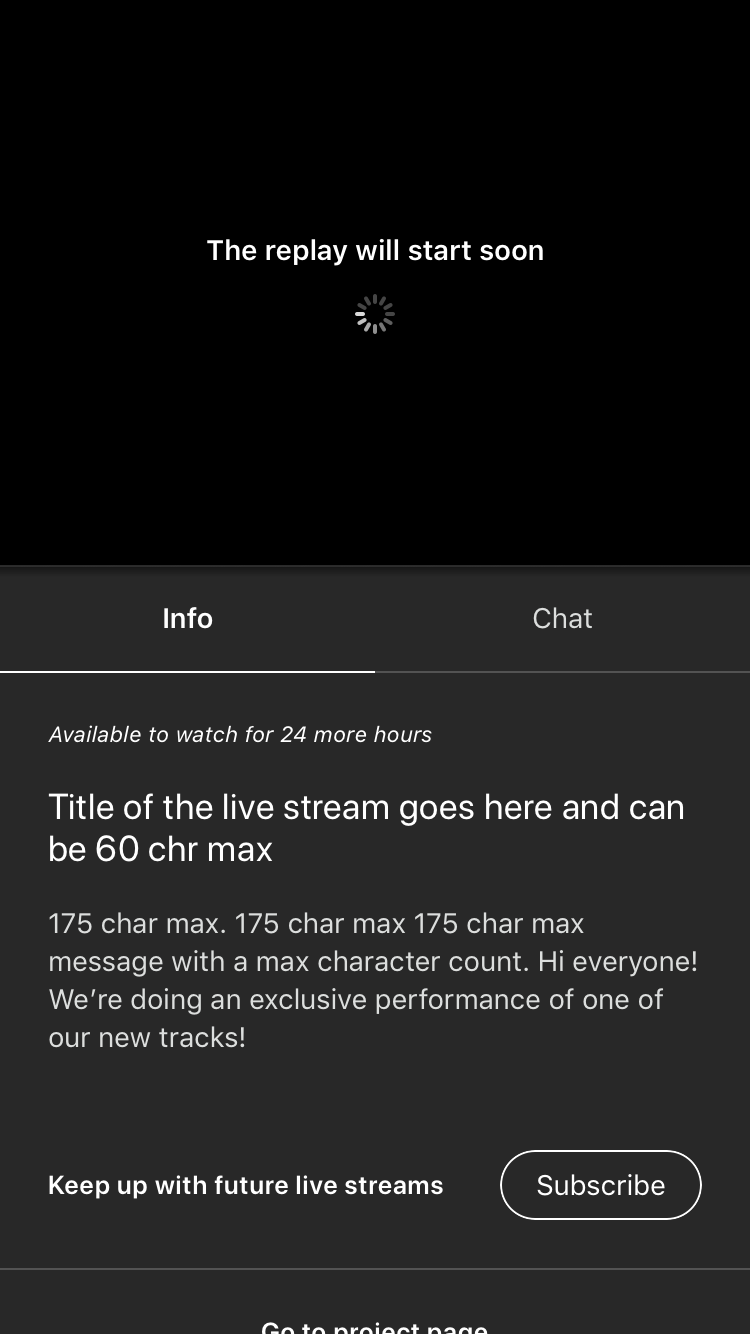 The replay will start soon
Info
Chat
Available to watch for 24 more hours
Title of the live stream goes here and can
be 60 chr max
175 char max. 175 char max 175 char max
message with a max character count. Hi everyone!
We’re doing an exclusive performance of one of
our new tracks!
Keep up with future live streams
Subscribe
Go to project page